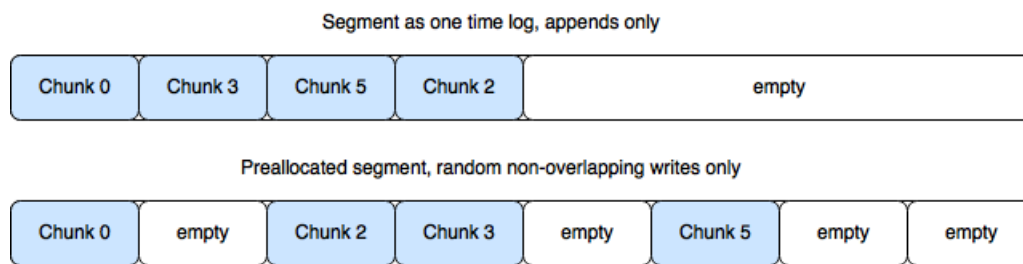 Segment as one time log, appends only
Chunk 0 Chunk 3 Chunk 5 Chunk 2 empty
Preallocated segment, random non-overlapping writes only
Chunk 0 empty Chunk 2 Chunk 3 empty Chunk 5 empty empty